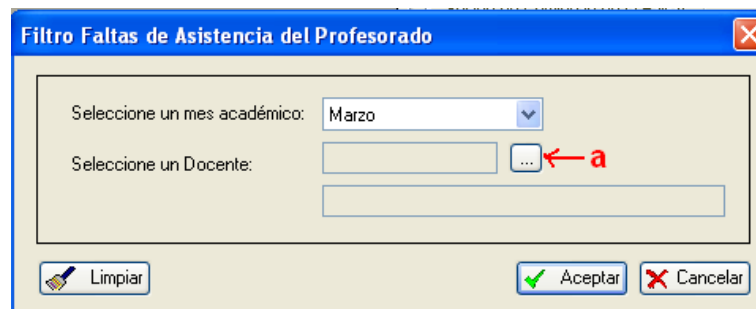 Filtro Faltas de Asistencia del Profesorado
Seleccione un mes académico: Marzo
Seleccione un Docente: ... a
Limpiar Aceptar Cancelar